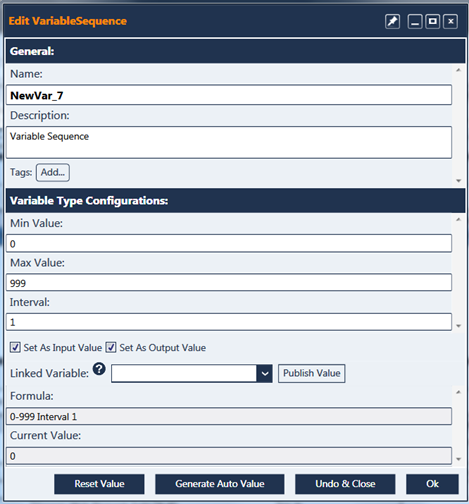 Edit VariableSequence
General:
Name:
NewVar_7
Description:
Variable Sequence
Tags: Add...
Variable Type Configurations:
Min Value:
0
Max Value:
999
Interval:
1
Set As Input Value Set As Output Value
Linked Variable: ? Publish Value
Formula:
0-999 Interval 1
Current Value:
0
Reset Value Generate Auto Value Undo & Close Ok